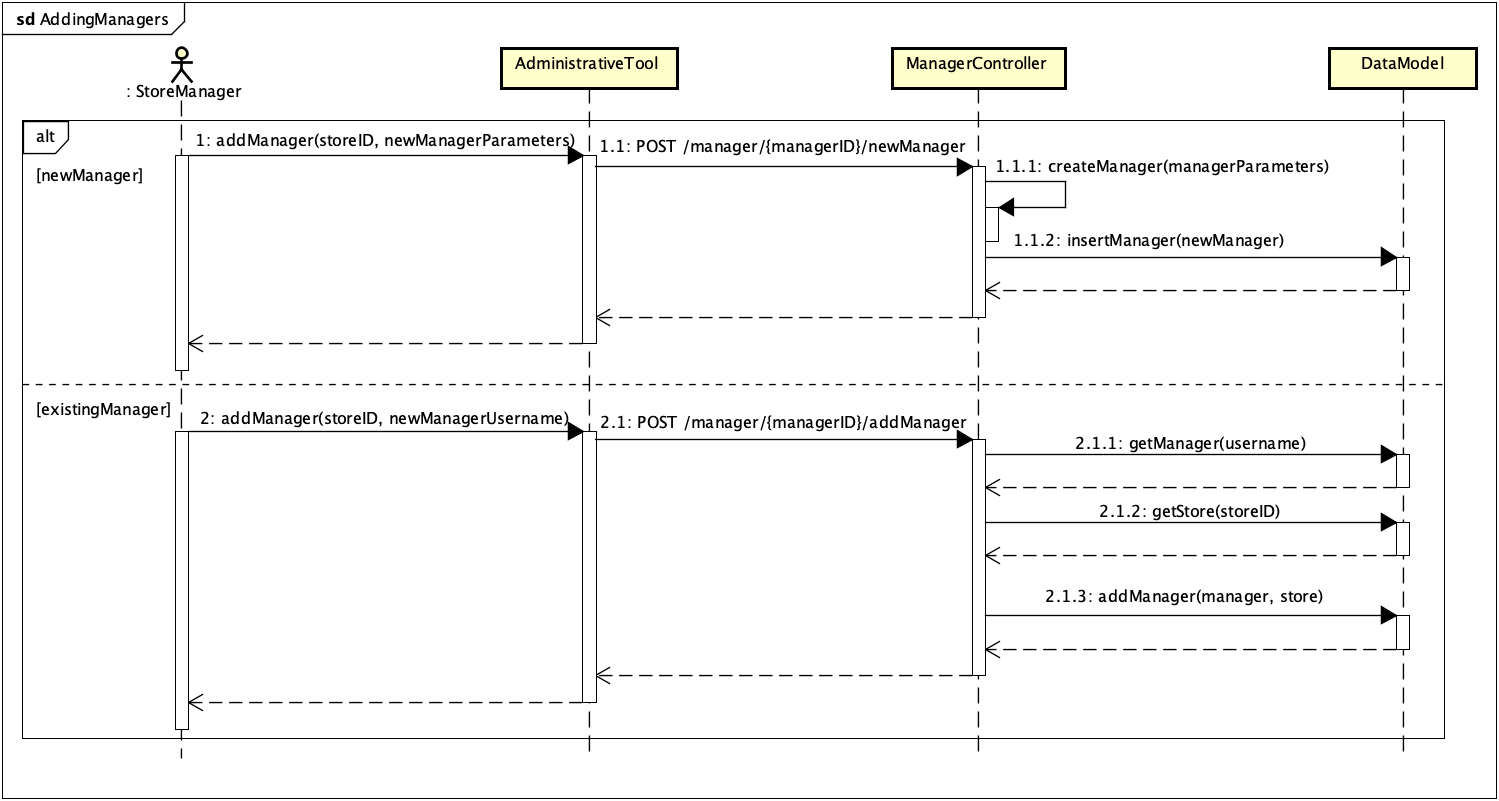 sd AddingManagers
: StoreManager
AdministrativeTool
ManagerController
DataModel
alt
1: addManager(storeID, newManagerParameters)
1.1: POST /manager/{managerID}/newManager
1.1.1: createManager(managerParameters)
[newManager]
1.1.2: insertManager(newManager)
[existingManager]
2: addManager(storeID, newManagerUsername)
2.1: POST /manager/{managerID}/addManager
2.1.1: getManager(username)
2.1.2: getStore(storeID)
2.1.3: addManager(manager, store)